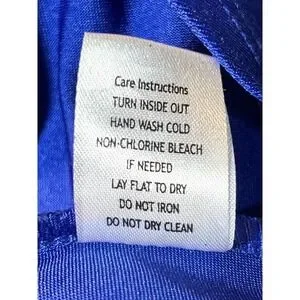 Care Instructions
TURN INSIDE OUT
HAND WASH COLD
NON-CHLORINE BLEACH
IF NEEDED
LAY FLAT TO DRY
DO NOT IRON
DO NOT DRY CLEAN